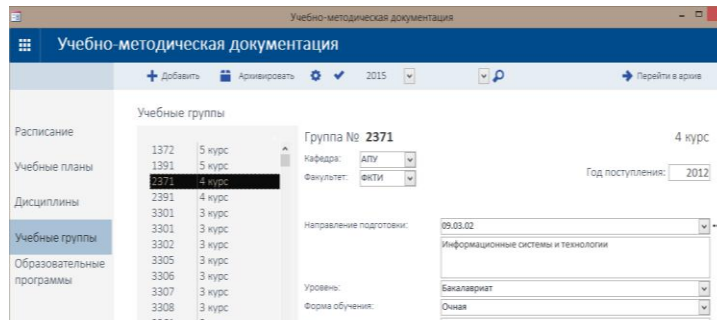 Учебно-методическая документация
Учебно-методическая документация
Добавить Архивировать 2015 Перейти в архив
Учебные группы
Расписание
Учебные планы
Дисциплины
Учебные группы
Образовательные
программы
1372 5 курс
1391 5 курс
2371 4 курс
2391 4 курс
3301 3 курс
3301 3 курс
3302 3 курс
3305 3 курс
3306 3 курс
3307 3 курс
3308 3 курс
Группа № 2371 4 курс
Кафедра: АПУ
Факультет: ФКТИ
Год поступления: 2012
Направление подготовки: 09.03.02
Информационные системы и технологии
Уровень: Бакалавриат
Форма обучения: Очная